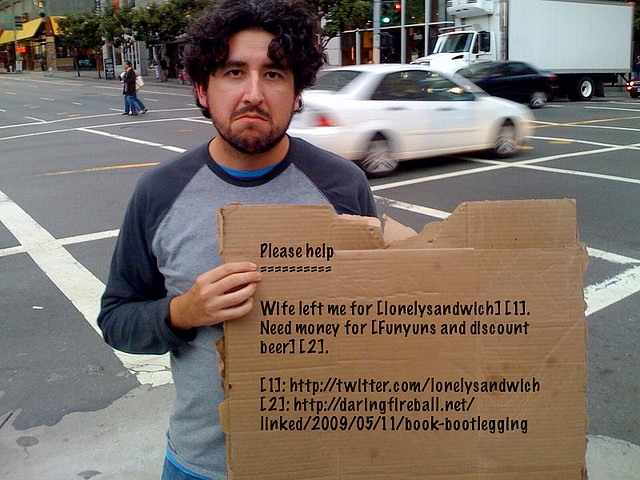 Please help
==========
Wife left me for [lonelysandwich] [1].
Need money for [Funyuns and discount
beer] [2].
[1]: http://twitter.com/lonelysandwich
[2]: http://daringfireball.net/
linked/2009/05/11/book-bootlegging